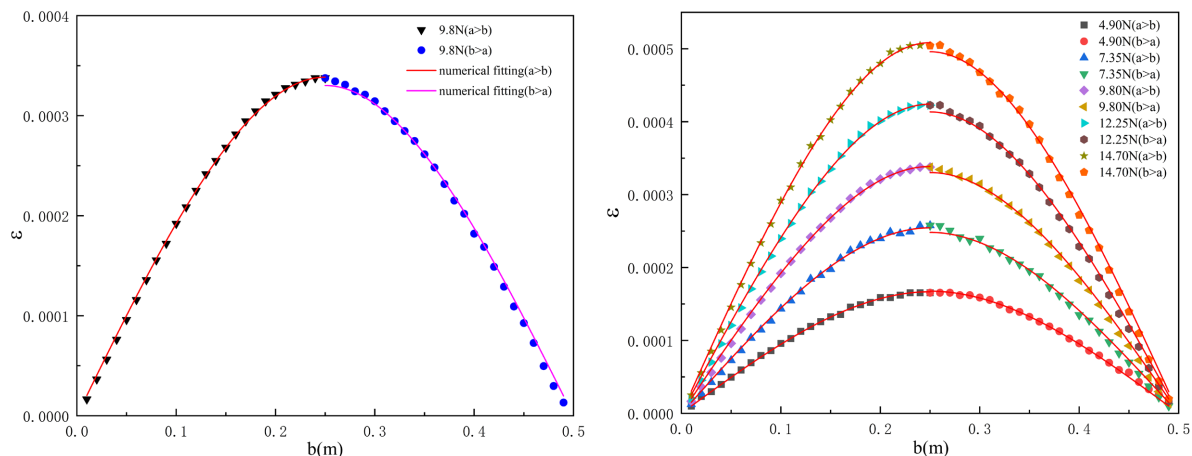 0.0004
0.0003
0.0002
0.0001
0.0000
ε
0.0
0.1
0.2
0.3
0.4
0.5
b(m)
9.8N(a>b)
9.8N(b>a)
numerical fitting(a>b)
numerical fitting(b>a)
0.0005
0.0004
0.0003
0.0002
0.0001
0.0000
ε
0.0
0.1
0.2
0.3
0.4
0.5
b(m)
4.90N(a>b)
4.90N(b>a)
7.35N(a>b)
7.35N(b>a)
9.80N(a>b)
9.80N(b>a)
12.25N(a>b)
12.25N(b>a)
14.70N(a>b)
14.70N(b>a)